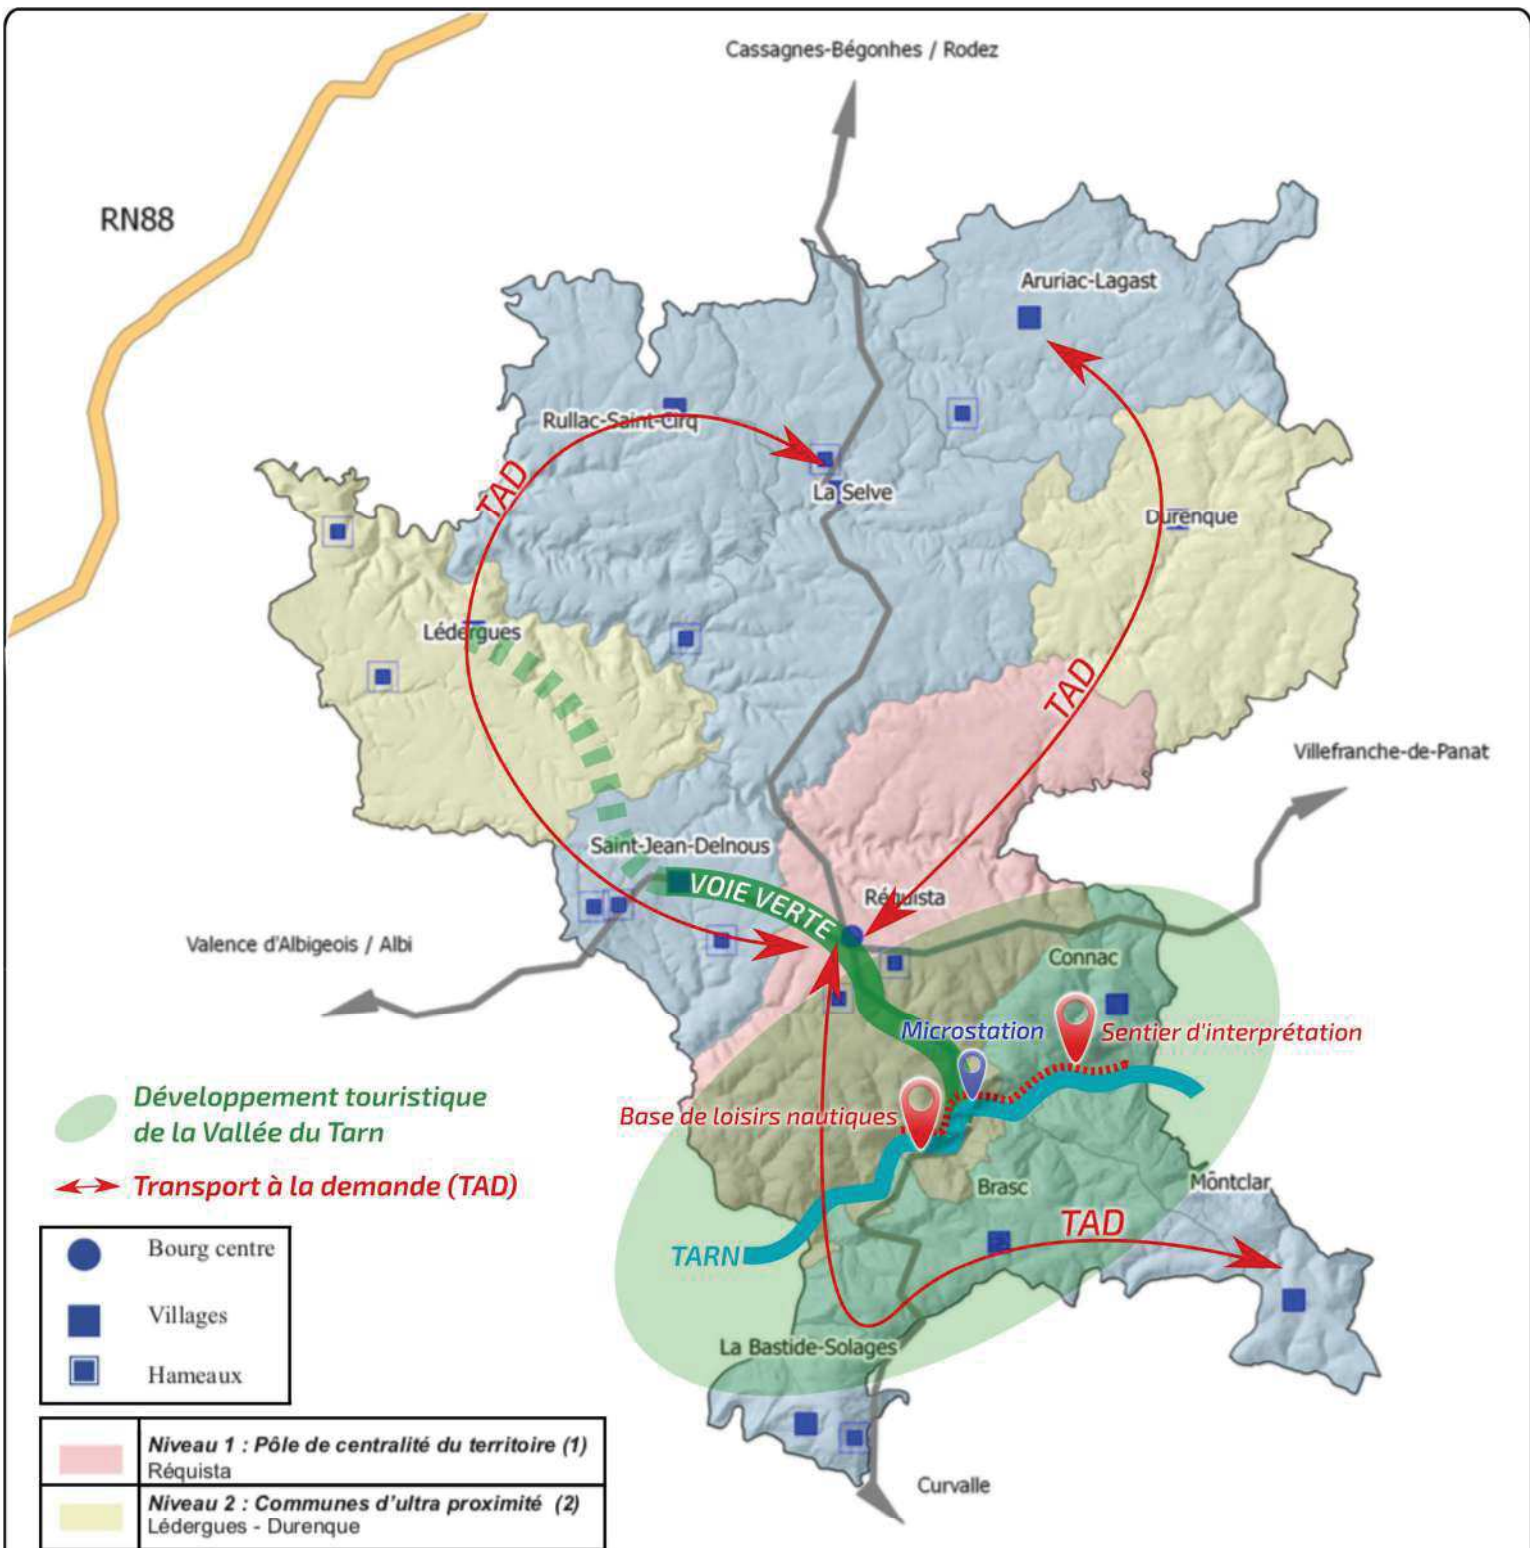 Cassagnes-Bégonhes / Rodez
RN88
Aruriac-Lagast
Rullac-Saint-Cirq
TAD
La Selve
Durenque
Lédergues
TAD
Villefranche-de-Panat
Saint-Jean-Delnous
VOIE VERTE
Réquista
Valence d'Albigeois / Albi
Connac
Microstation
Sentier d'interprétation
Base de loisirs nautiques
Développement touristique
de la Vallée du Tarn
Transport à la demande (TAD)
Brasc
Montclar
TAD
TARN
La Bastide-Solages
Curvalle
Bourg centre
Villages
Hameaux
Niveau 1 : Pôle de centralité du territoire (1)
Réquista
Niveau 2 : Communes d'ultra proximité (2)
Lédergues - Durenque